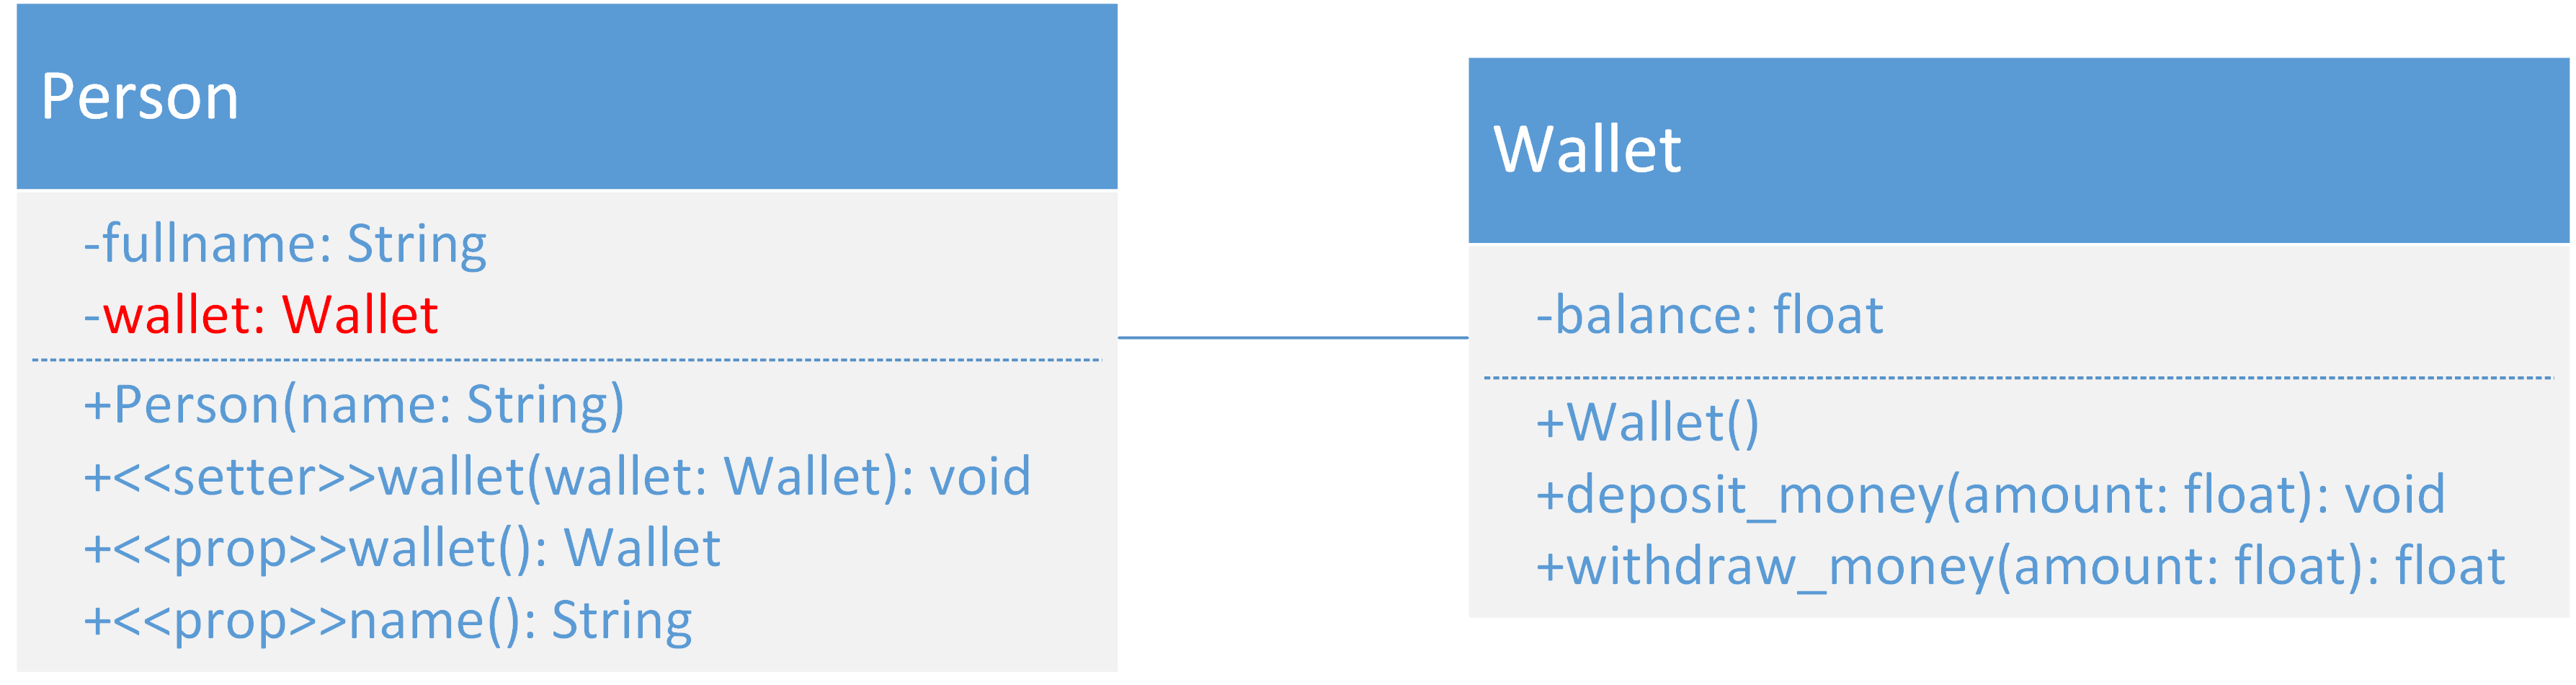 Person
-fullname: String
-wallet: Wallet
+Person(name: String)
+<<setter>>wallet(wallet: Wallet): void
+<<prop>>wallet(): Wallet
+<<prop>>name(): String
Wallet
-balance: float
+Wallet()
+deposit_money(amount: float): void
+withdraw_money(amount: float): float